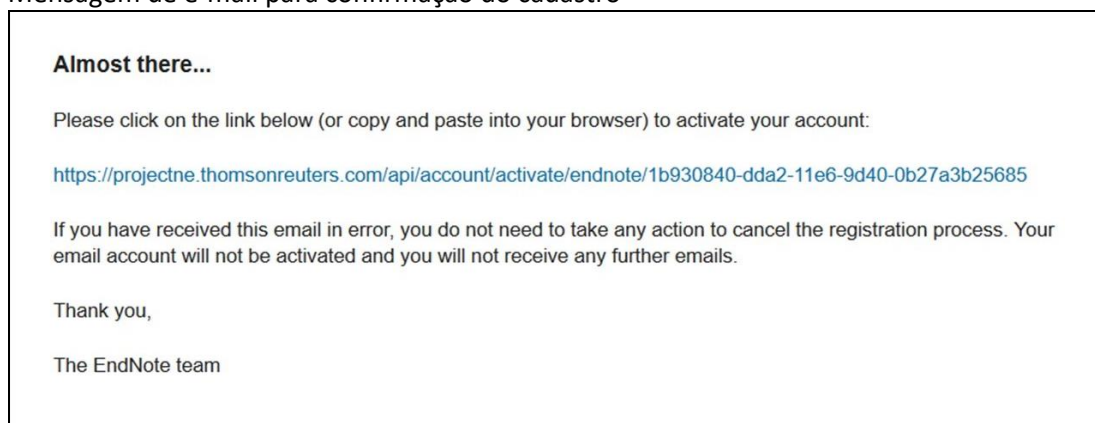 Mensagem de e-mail para confirmação do cadastro
Almost there...
Please click on the link below (or copy and paste into your browser) to activate your account:
https://projectne.thomsonreuters.com/api/account/activate/endnote/1b930840-dda2-11e6-9d40-0b27a3b25685
If you have received this email in error, you do not need to take any action to cancel the registration process. Your
email account will not be activated and you will not receive any further emails.
Thank you,
The EndNote team